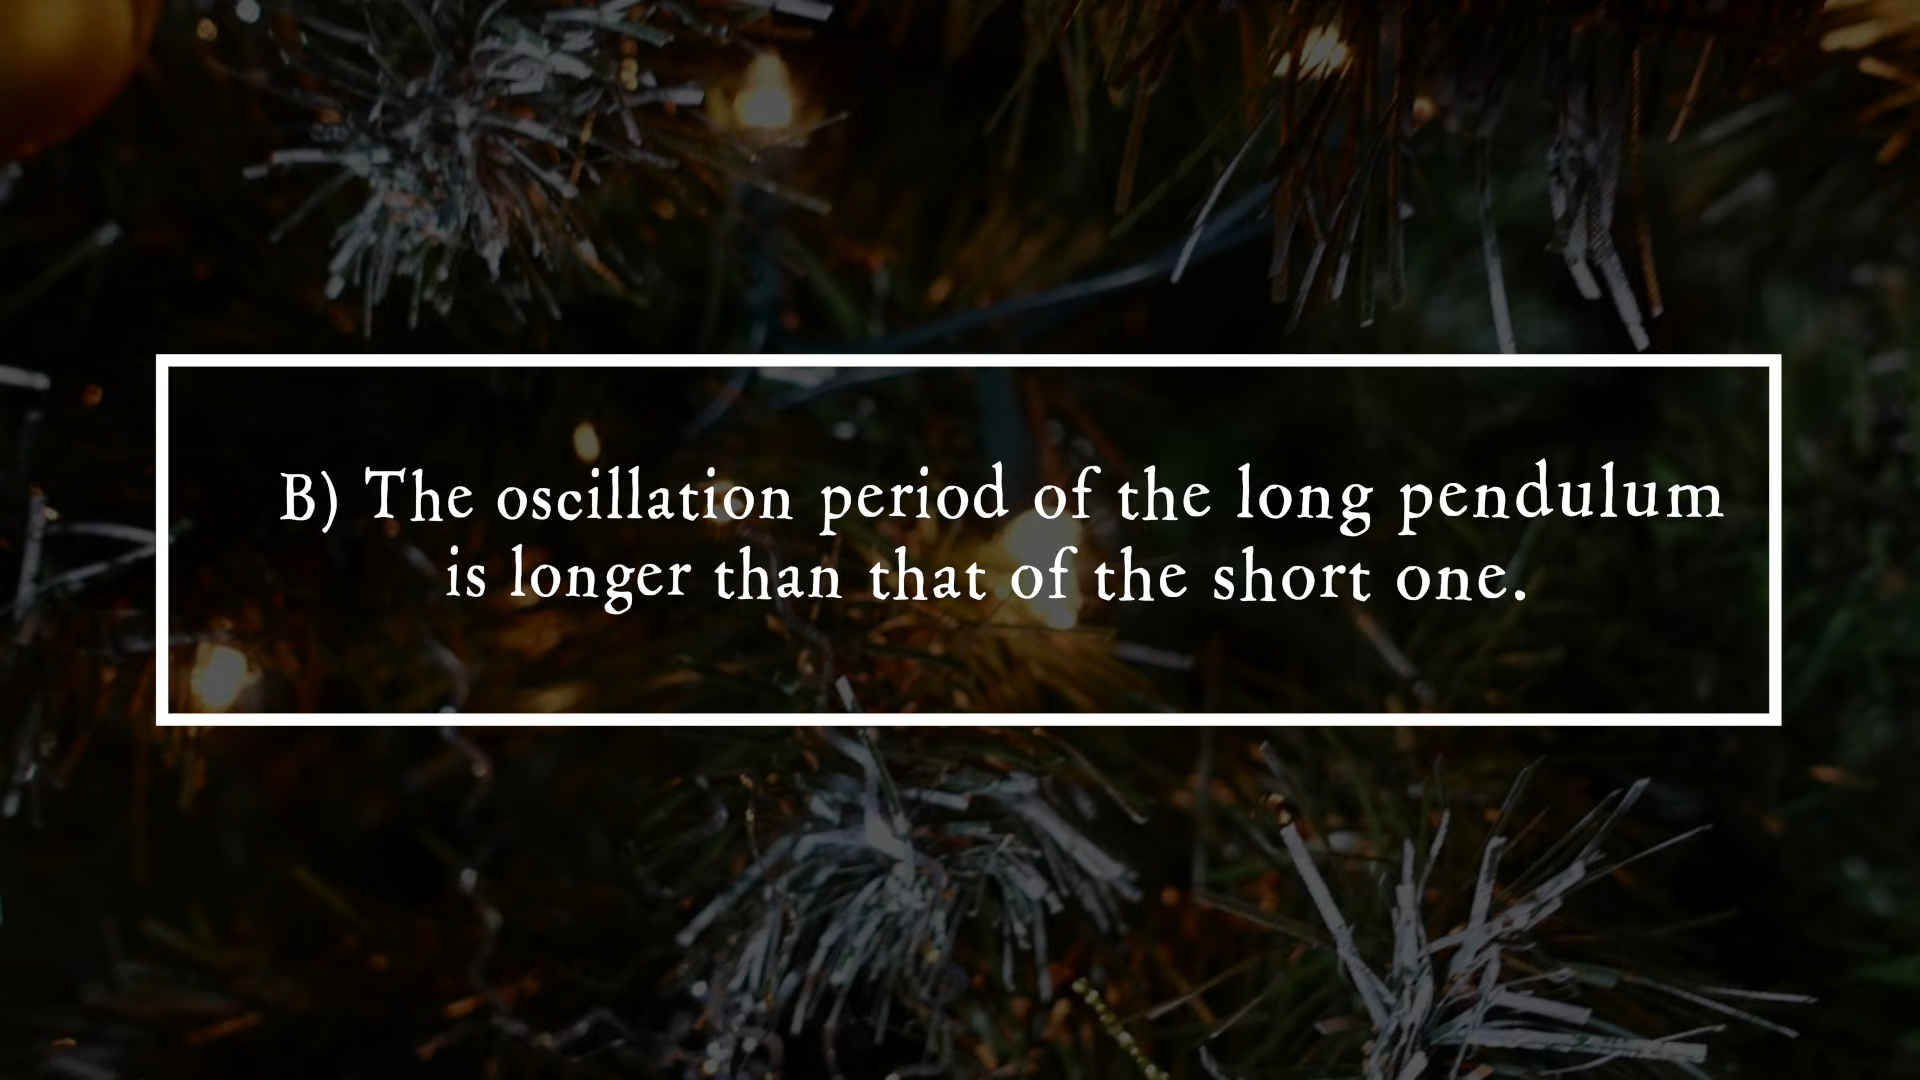 B) The oscillation period of the long pendulum
is longer than that of the short one.